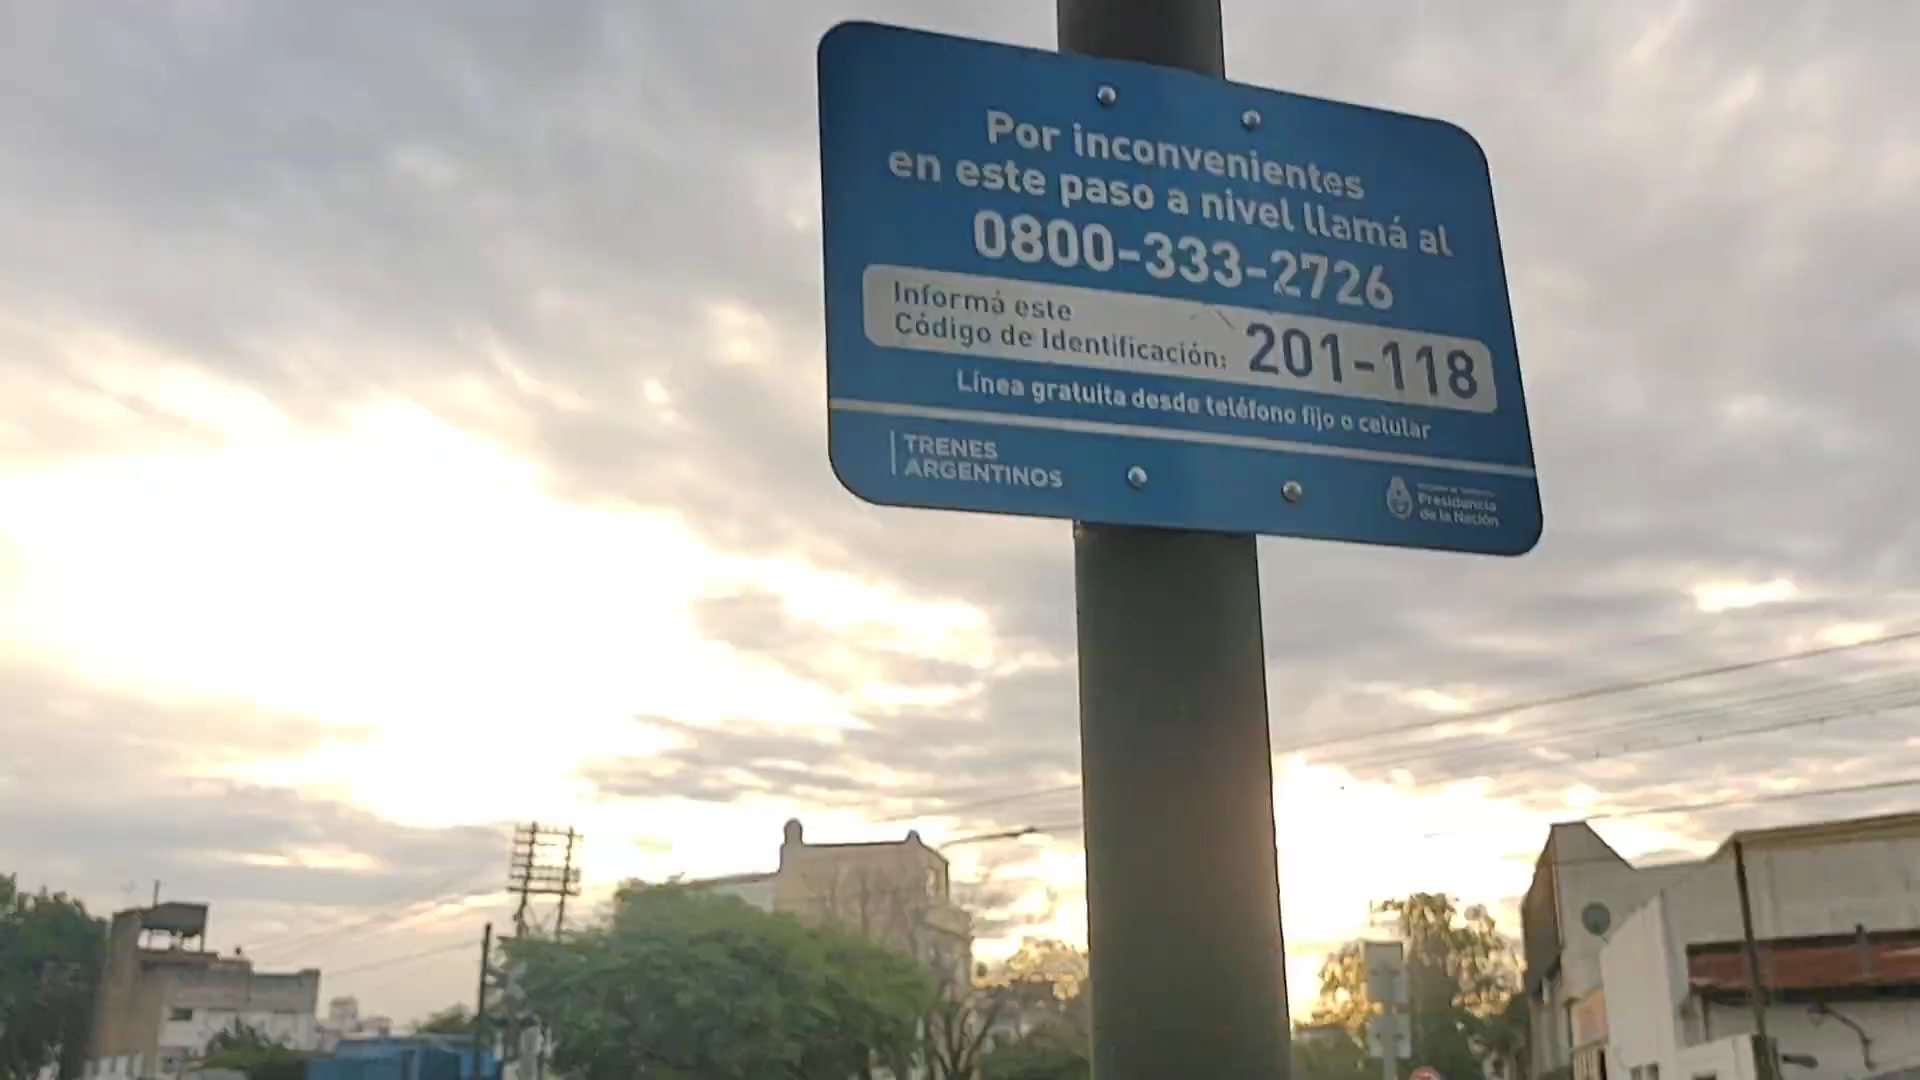 Por inconvenientes
en este paso a nivel llamá al
0800-333-2726
Informá este
Código de Identificación: 201-118
Línea gratuita desde teléfono fijo o celular
TRENES
ARGENTINOS
Presidencia
de la Nación